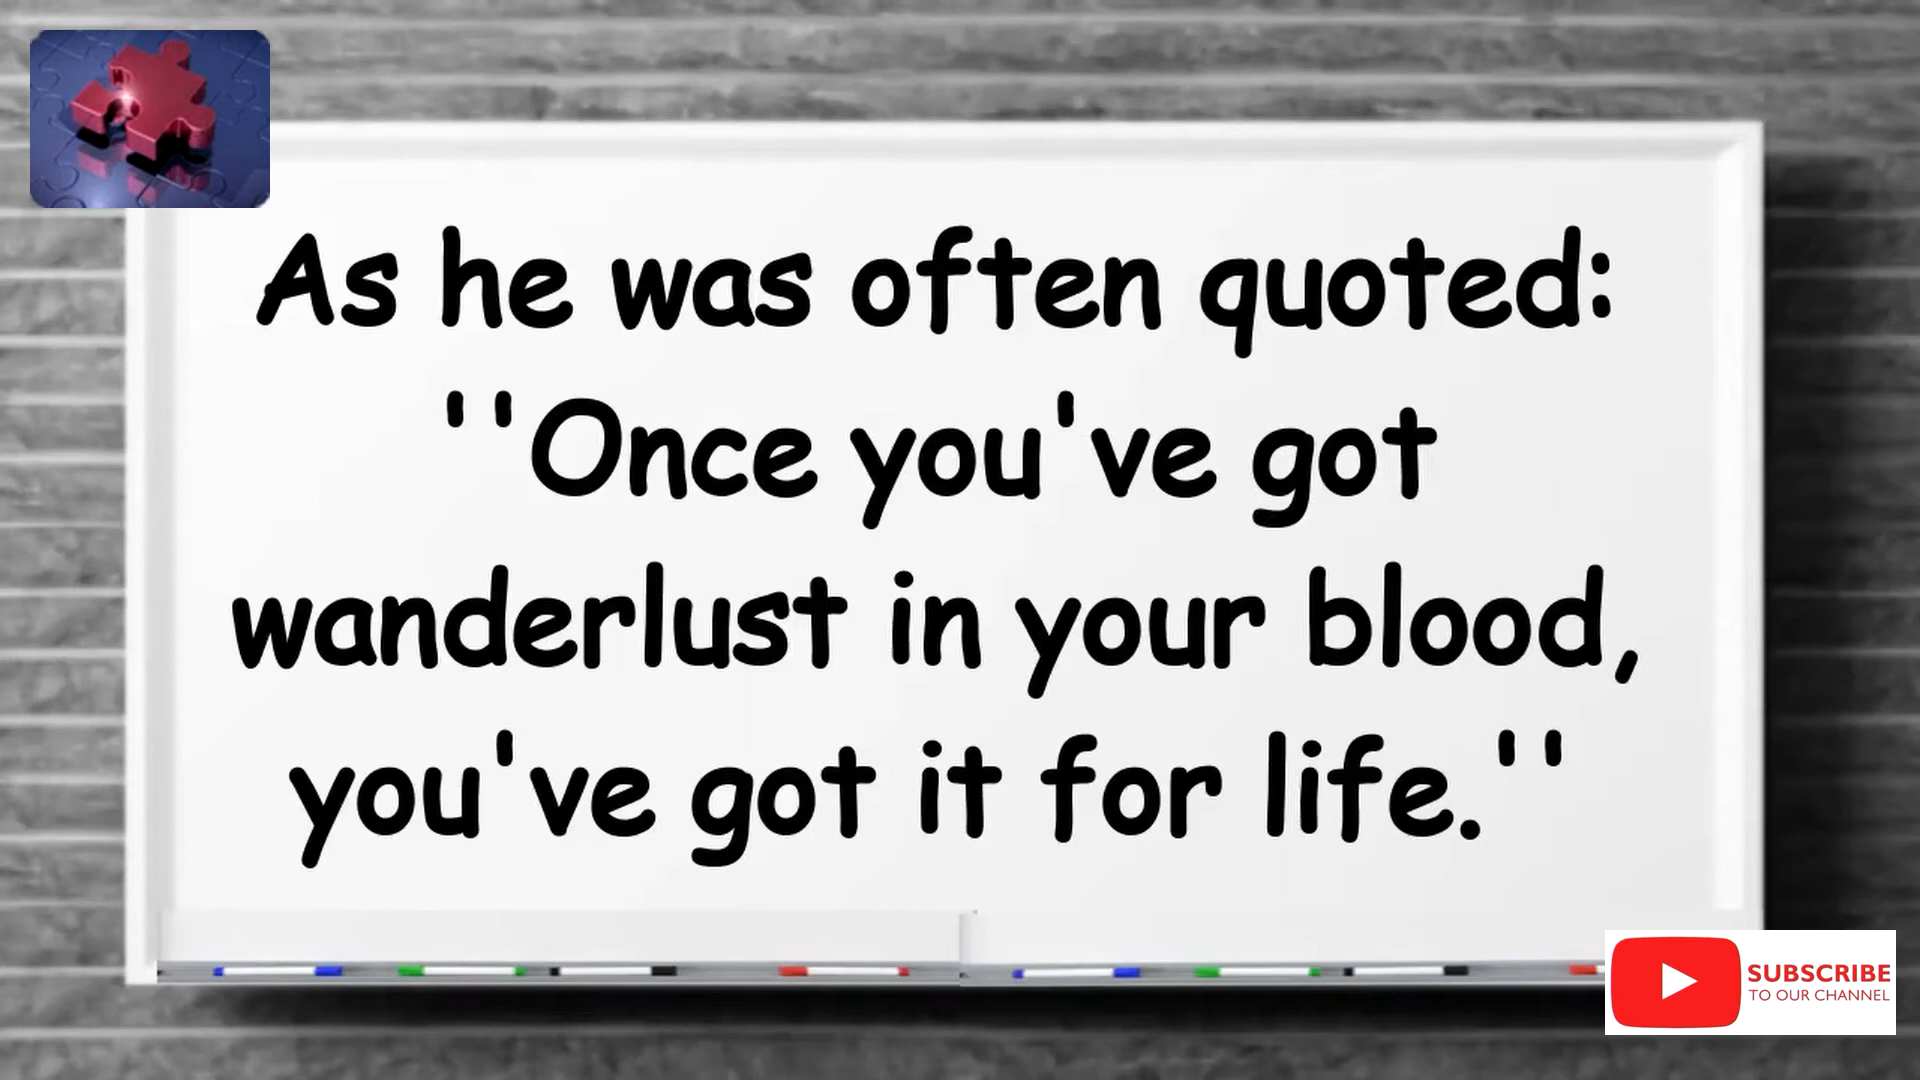 As he was often quoted:
''Once you've got
wanderlust in your blood,
you've got it for life.''
SUBSCRIBE
TO OUR CHANNEL